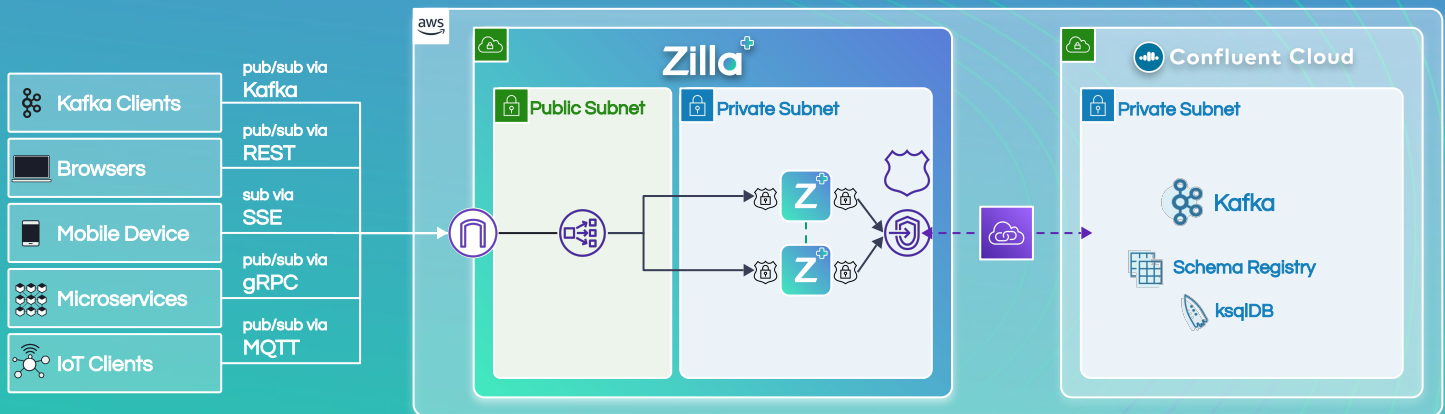 aws
Zilla+
Confluent Cloud
Kafka Clients
Browsers
Mobile Device
Microservices
IoT Clients
pub/sub via
Kafka
pub/sub via
REST
sub via
SSE
pub/sub via
gRPC
pub/sub via
MQTT
Public Subnet
Private Subnet
Z+
Z+
Private Subnet
Kafka
Schema Registry
ksqlDB